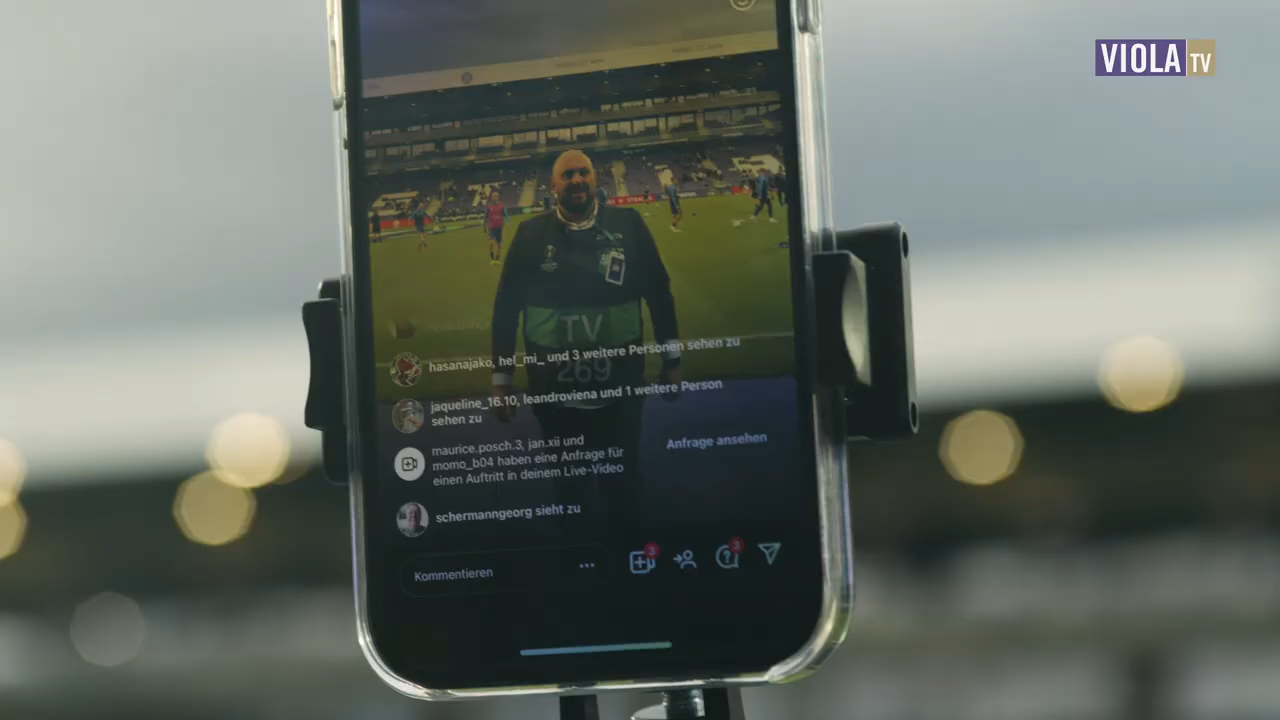 VIOLA TV
TV
269
hasanajako, hel_mi_ und 3 weitere Personen sehen zu
jaqueline_16.10, leandroviena und 1 weitere Person
sehen zu
maurice.posch.3, jan.xii und
momo_b04 haben eine Anfrage für
einen Auftritt in deinem Live-Video
Anfrage ansehen
schermanngeorg sieht zu
Kommentieren
3
3